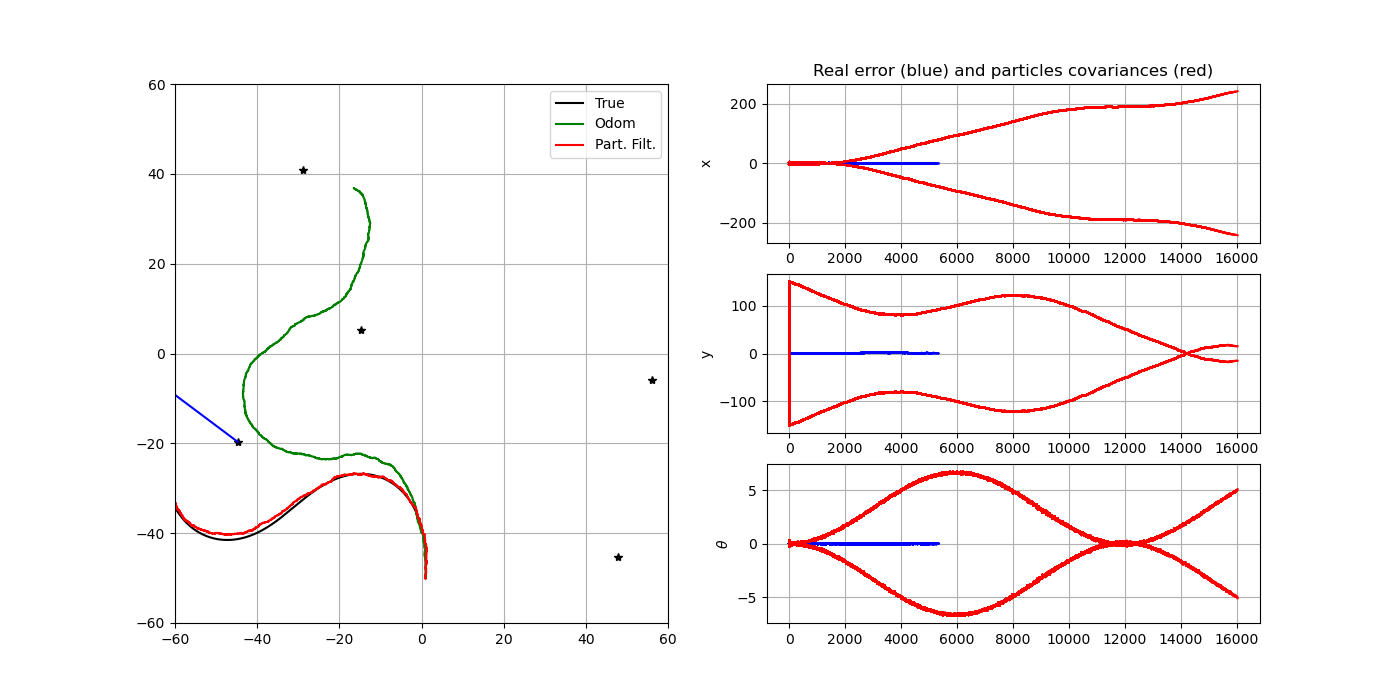 60
40
20
0
−20
−40
−60
−60 −40 −20 0 20 40 60
True
Odom
Part. Filt.
Real error (blue) and particles covariances (red)
x
200
0
−200
0 2000 4000 6000 8000 10000 12000 14000 16000
y
100
0
−100
0 2000 4000 6000 8000 10000 12000 14000 16000
θ
5
0
−5
0 2000 4000 6000 8000 10000 12000 14000 16000